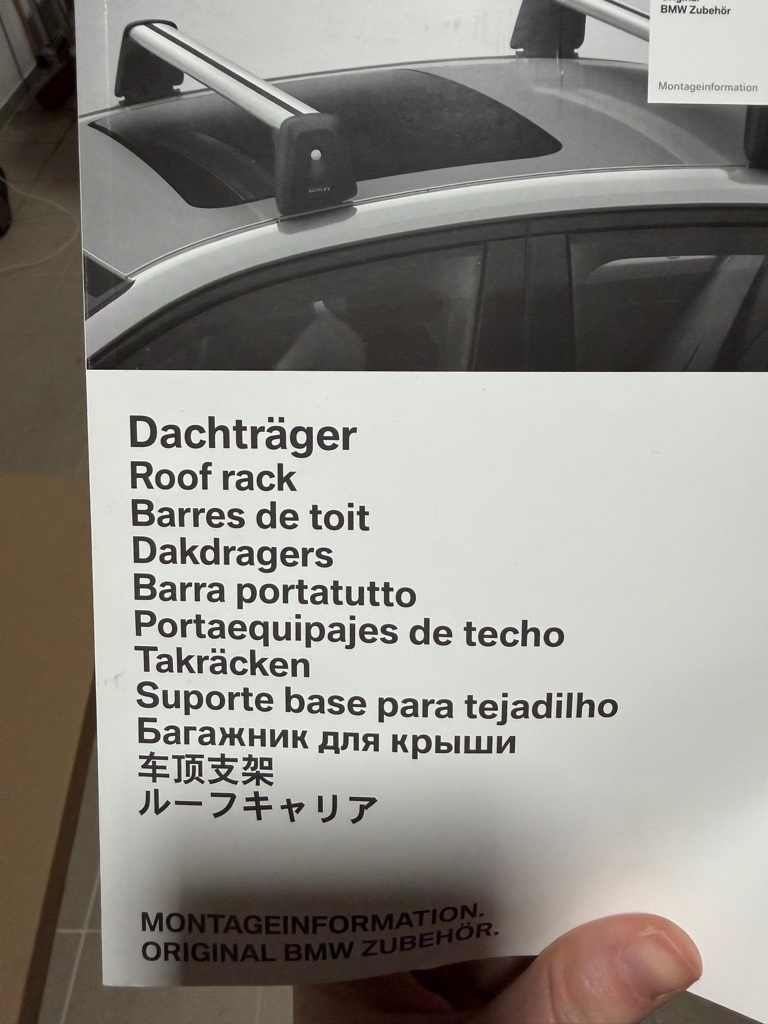 BMW Zubehör
Montageinformation
BMW
Dachträger
Roof rack
Barres de toit
Dakdragers
Barra portatutto
Portaequipajes de techo
Takräcken
Suporte base para tejadilho
Багажник для крыши
车顶支架
ルーフキャリア
MONTAGEINFORMATION.
ORIGINAL BMW ZUBEHÖR.